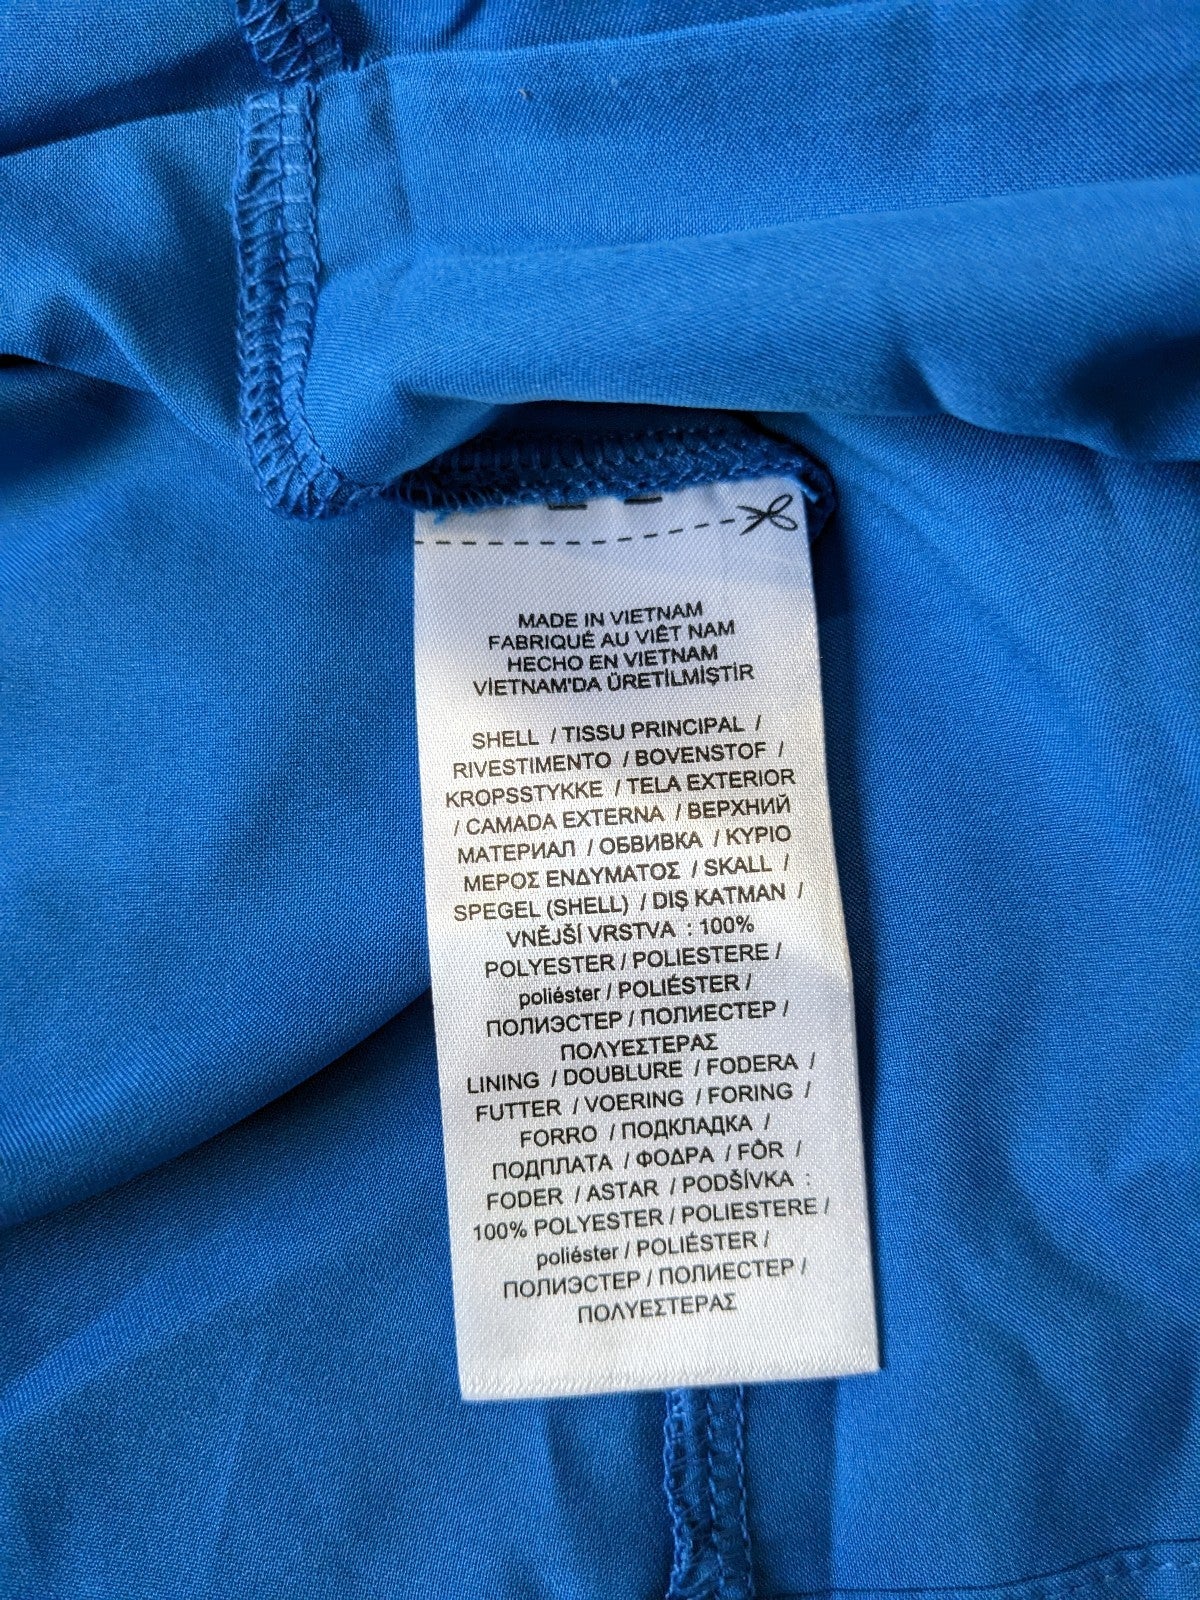 MADE IN VIETNAM
FABRIQUÉ AU VIÊT NAM
HECHO EN VIETNAM
VİETNAM'DA ÜRETİLMİŞTİR
SHELL / TISSU PRINCIPAL /
RIVESTIMENTO / BOVENSTOF /
KROPSSTYKKE / TELA EXTERIOR
/ CAMADA EXTERNA / ВЕРХНИЙ
МАТЕРИАЛ / ОБВИВКА / ΚΥΡΙΟ
ΜΕΡΟΣ ΕΝΔΥΜΑΤΟΣ / SKALL /
SPEGEL (SHELL) / DIŞ KATMAN /
VNĚJŠÍ VRSTVA : 100%
POLYESTER / POLIESTERE /
poliéster / POLIÉSTER /
ПОЛИЭСТЕР / ПОЛИЕСТЕР /
ΠΟΛΥΕΣΤΕΡΑΣ
LINING / DOUBLURE / FODERA /
FUTTER / VOERING / FORING /
FORRO / ПОДКЛАДКА /
ПОДПЛАТА / ΦΟΔΡΑ / FÔR /
FODER / ASTAR / PODŠÍVKA :
100% POLYESTER / POLIESTERE /
poliéster / POLIÉSTER /
ПОЛИЭСТЕР / ПОЛИЕСТЕР /
ΠΟΛΥΕΣΤΕΡΑΣ